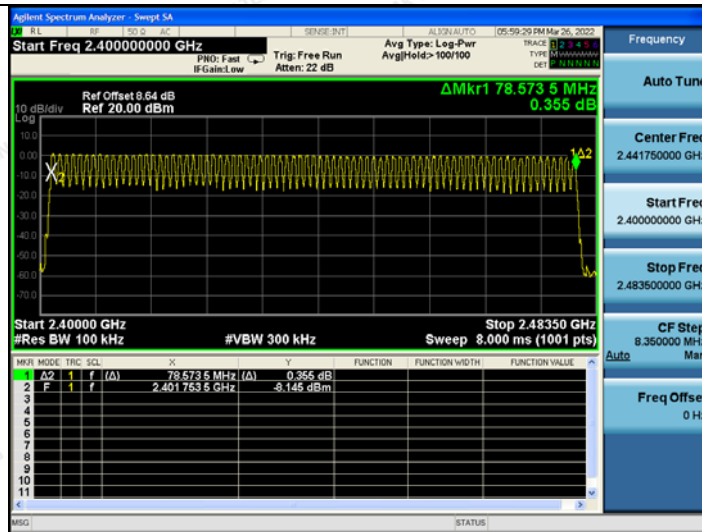 Agilent Spectrum Analyzer - Swept SA
RL RF 50 Ω AC SENSE:INT ALIGN AUTO 05:59:29 PM Mar 26, 2022
Start Freq 2.400000000 GHz
PNO: Fast
IFGain:Low
Trig: Free Run
Atten: 22 dB
Avg Type: Log-Pwr
Avg|Hold:> 100/100
TRACE 1 2 3 4 5 6
TYPE M
DET P N N N N N
Ref Offset 8.64 dB
10 dB/div Ref 20.00 dBm
Log
ΔMkr1 78.573 5 MHz
0.355 dB
10.0
0.00
-10.0
-20.0
-30.0
-40.0
-50.0
-60.0
-70.0
2
1Δ2
Start 2.40000 GHz Stop 2.48350 GHz
#Res BW 100 kHz #VBW 300 kHz Sweep 8.000 ms (1001 pts)
MKR MODE TRC SCL X Y FUNCTION FUNCTION WIDTH FUNCTION VALUE
1 Δ2 1 f (Δ) 78.573 5 MHz (Δ) 0.355 dB
2 F 1 f 2.401 753 5 GHz -8.145 dBm
3
4
5
6
7
8
9
10
11
MSG STATUS
Frequency
Auto Tune
Center Freq
2.441750000 GHz
Start Freq
2.400000000 GHz
Stop Freq
2.483500000 GHz
CF Step
8.350000 MHz
Auto Man
Freq Offset
0 Hz